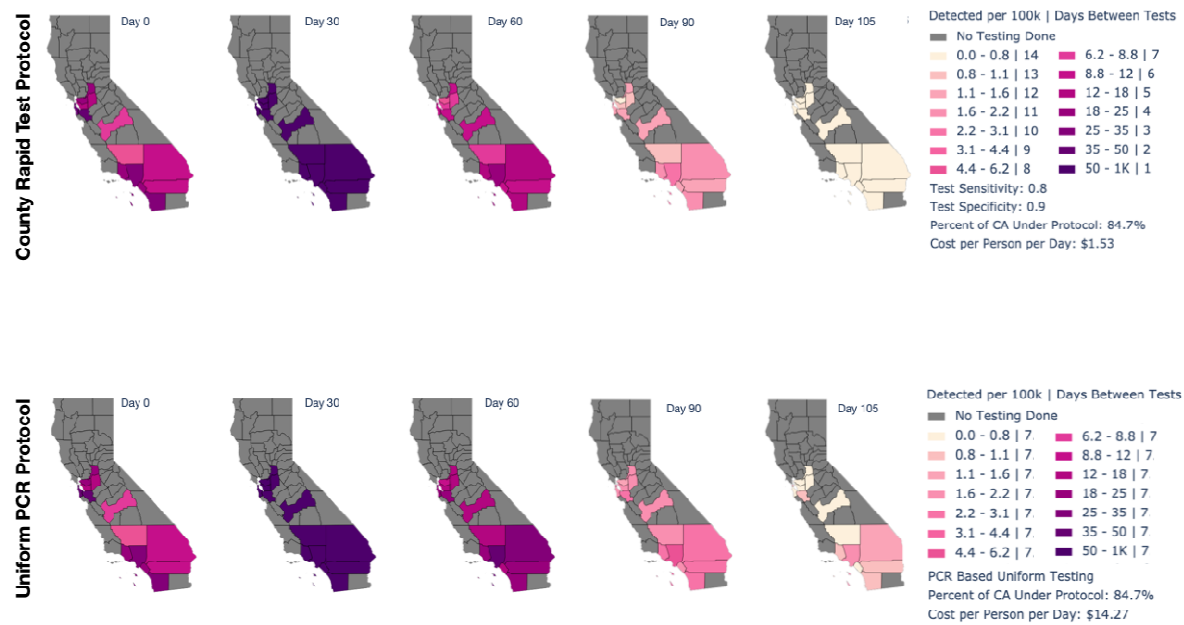 County Rapid Test Protocol
Day 0
Day 30
Day 60
Day 90
Day 105
Detected per 100k | Days Between Tests
No Testing Done
0.0 - 0.8 | 14
0.8 - 1.1 | 13
1.1 - 1.6 | 12
1.6 - 2.2 | 11
2.2 - 3.1 | 10
3.1 - 4.4 | 9
4.4 - 6.2 | 8
6.2 - 8.8 | 7
8.8 - 12 | 6
12 - 18 | 5
18 - 25 | 4
25 - 35 | 3
35 - 50 | 2
50 - 1K | 1
Test Sensitivity: 0.8
Test Specificity: 0.9
Percent of CA Under Protocol: 84.7%
Cost per Person per Day: $1.53
Uniform PCR Protocol
Day 0
Day 30
Day 60
Day 90
Day 105
Detected per 100k | Days Between Tests
No Testing Done
0.0 - 0.8 | 7
0.8 - 1.1 | 7
1.1 - 1.6 | 7
1.6 - 2.2 | 7
2.2 - 3.1 | 7
3.1 - 4.4 | 7
4.4 - 6.2 | 7
6.2 - 8.8 | 7
8.8 - 12 | 7
12 - 18 | 7
18 - 25 | 7
25 - 35 | 7
35 - 50 | 7
50 - 1K | 7
PCR Based Uniform Testing
Percent of CA Under Protocol: 84.7%
Cost per Person per Day: $14.27